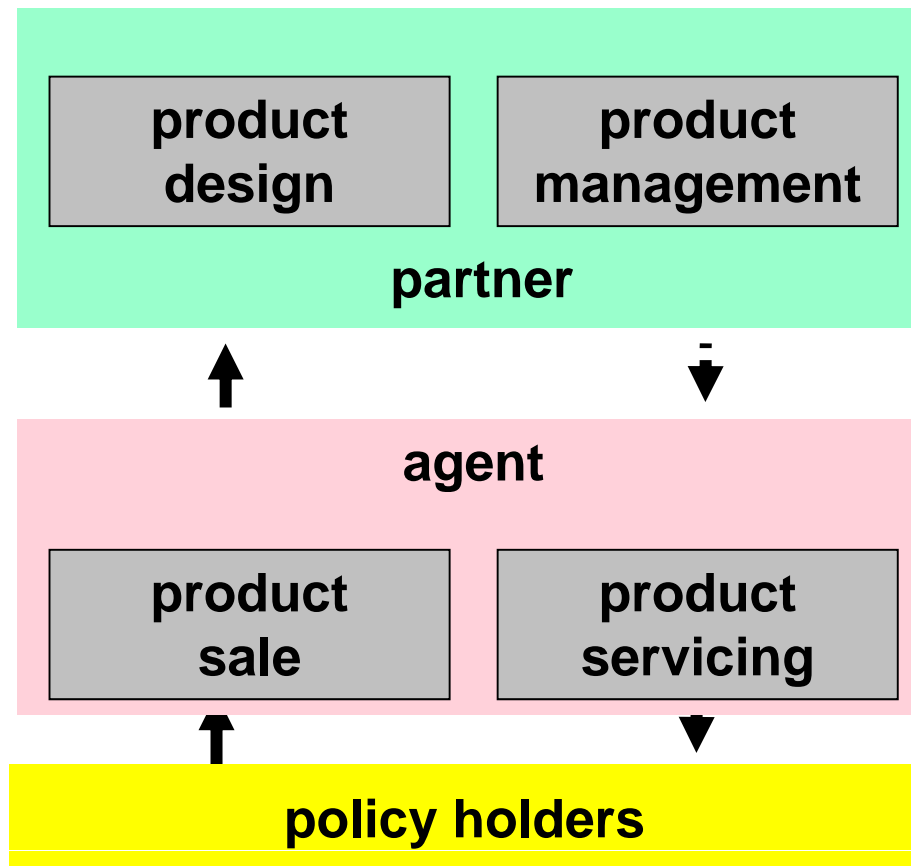 product
design
product
management
partner
agent
product
sale
product
servicing
policy holders